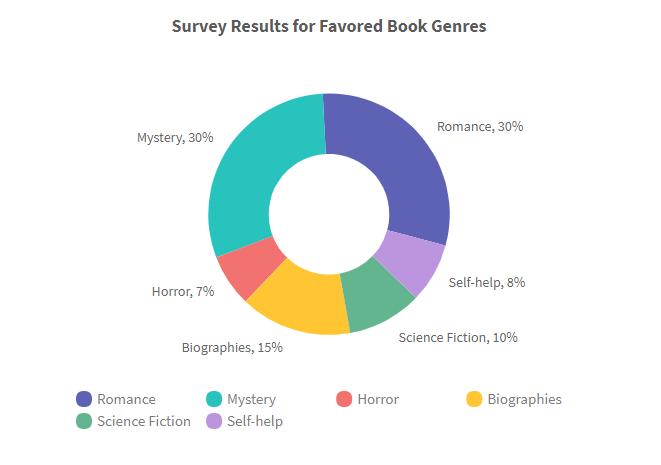 Survey Results for Favored Book Genres
Romance, 30%
Mystery, 30%
Self-help, 8%
Horror, 7%
Science Fiction, 10%
Biographies, 15%
Romance
Mystery
Horror
Biographies
Science Fiction
Self-help